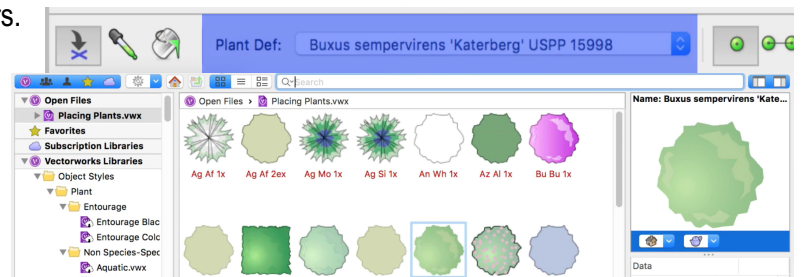 rs.
Plant Def: Buxus sempervirens 'Katerberg' USPP 15998
Search
Open Files
Placing Plants.vwx
Favorites
Subscription Libraries
Vectorworks Libraries
Object Styles
Plant
Entourage
Entourage Blac
Entourage Colc
Non Species-Spec
Aquatic.vwx
Open Files > Placing Plants.vwx
Ag Af 1x Ag Af 2ex Ag Mo 1x Ag Si 1x An Wh 1x Az Al 1x Bu Bu 1x
Name: Buxus sempervirens 'Kate...
Data